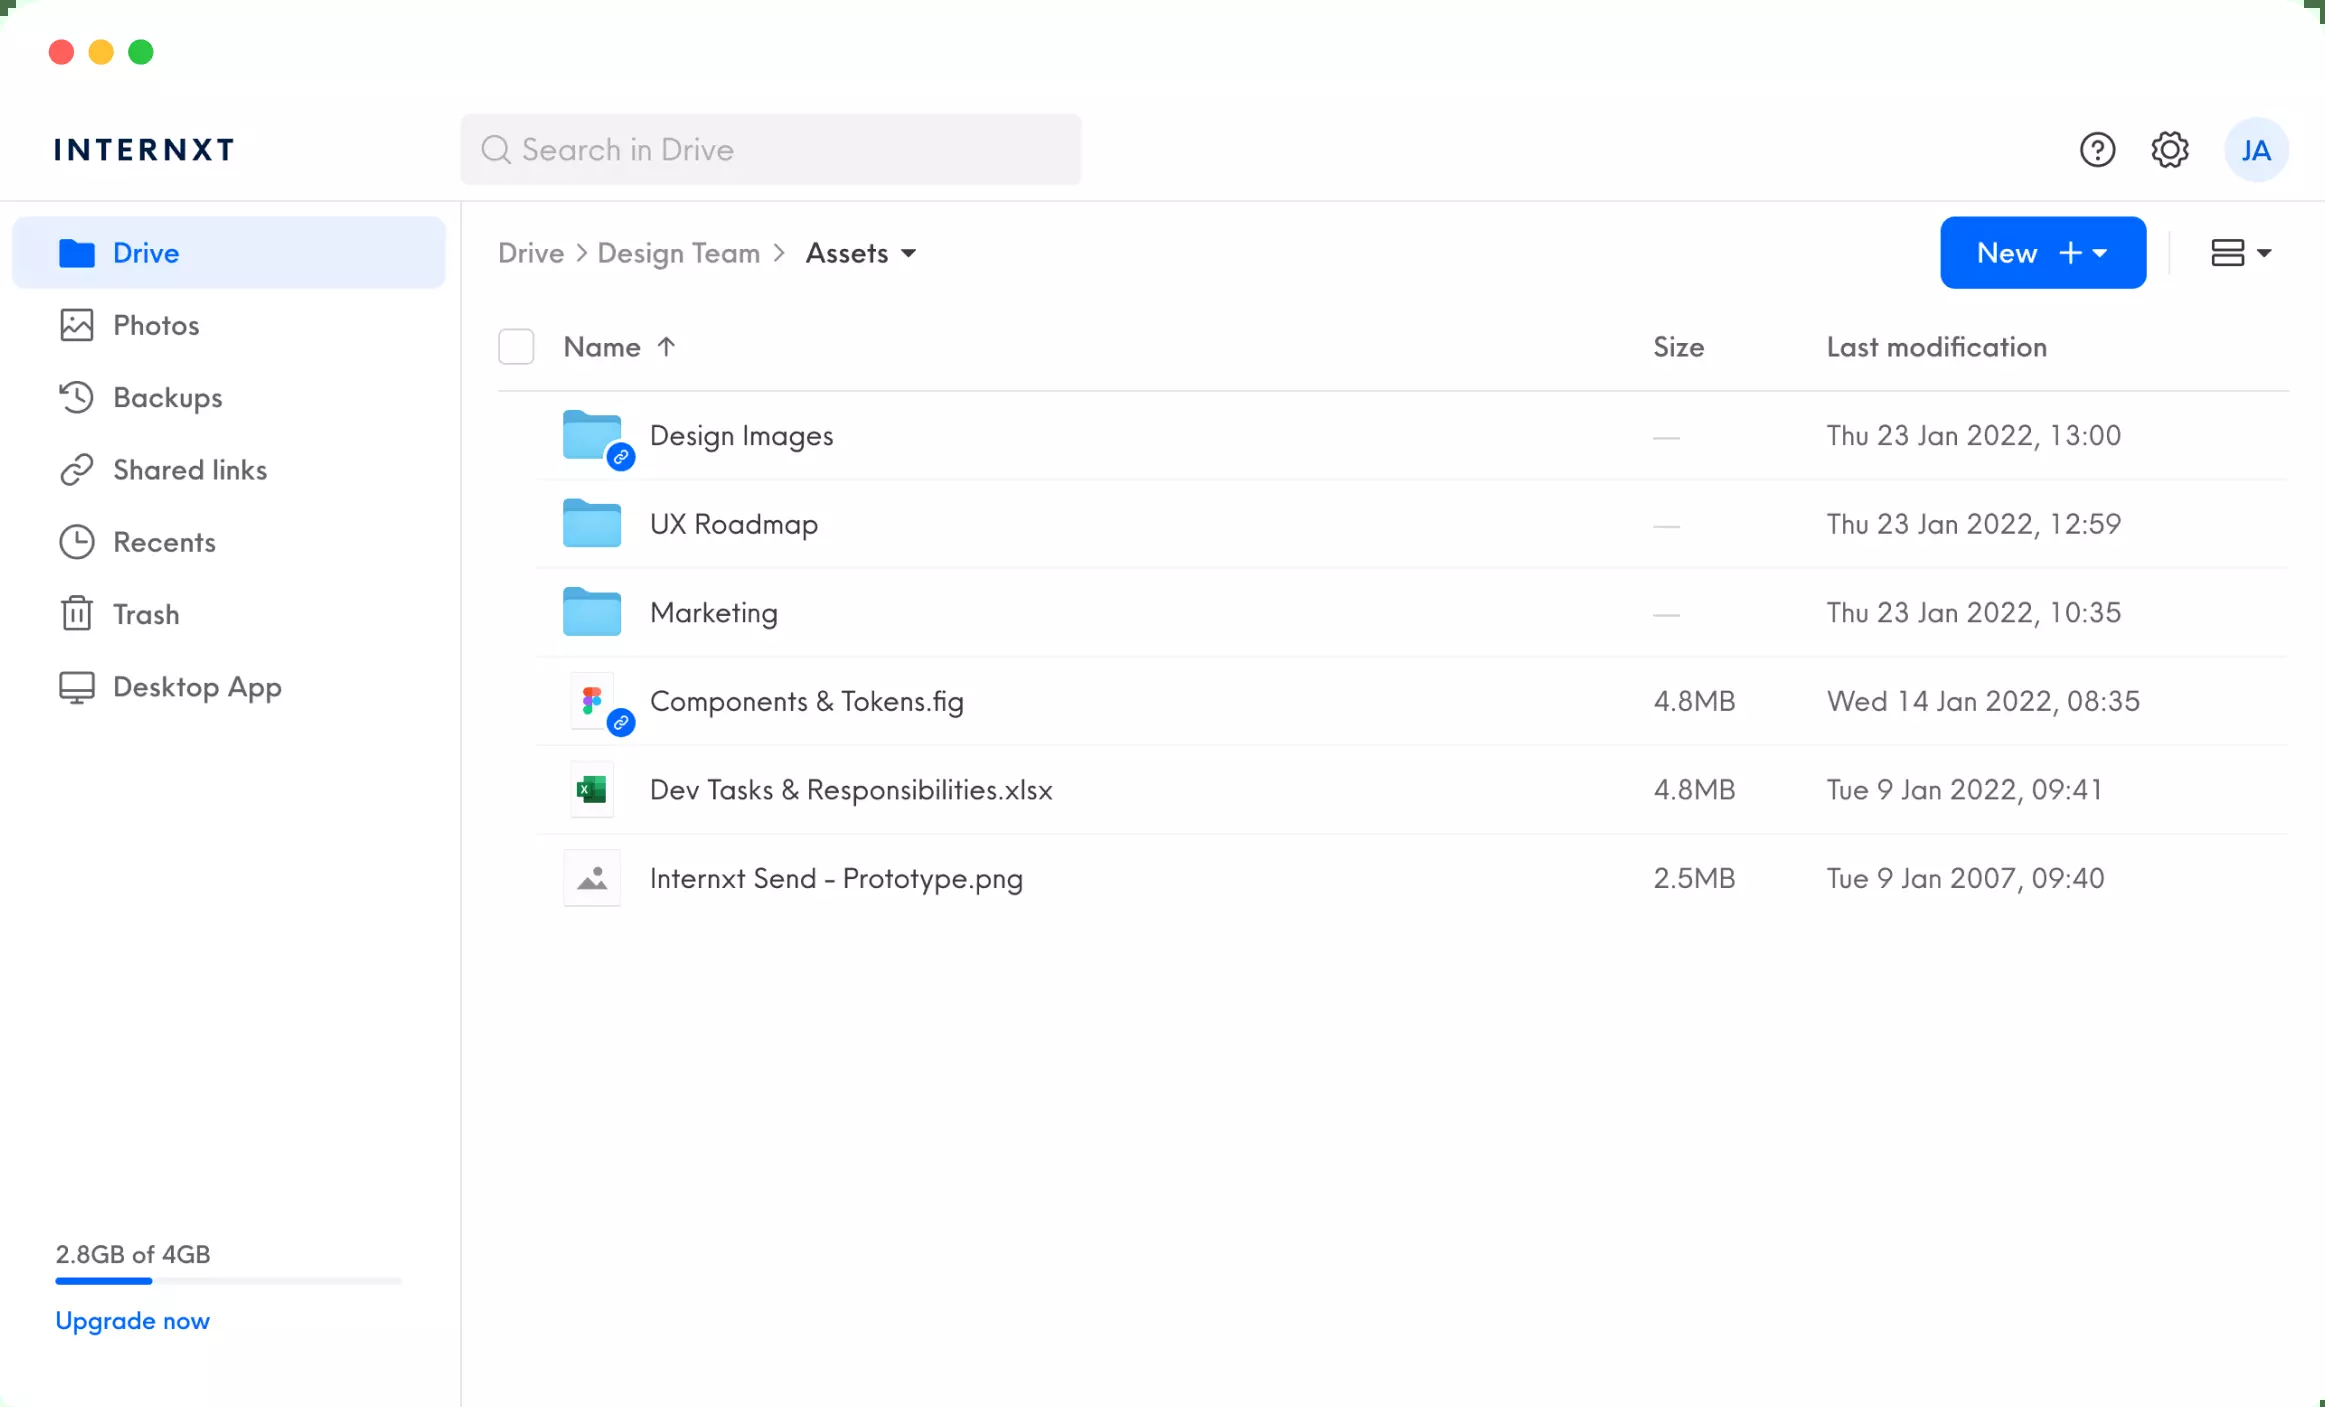 INTERNXT
Search in Drive
JA
Drive
Photos
Backups
Shared links
Recents
Trash
Desktop App
2.8GB of 4GB
Upgrade now
Drive > Design Team > Assets
New +
Name ↑ Size Last modification
Design Images — Thu 23 Jan 2022, 13:00
UX Roadmap — Thu 23 Jan 2022, 12:59
Marketing — Thu 23 Jan 2022, 10:35
Components & Tokens.fig 4.8MB Wed 14 Jan 2022, 08:35
Dev Tasks & Responsibilities.xlsx 4.8MB Tue 9 Jan 2022, 09:41
Internxt Send - Prototype.png 2.5MB Tue 9 Jan 2007, 09:40